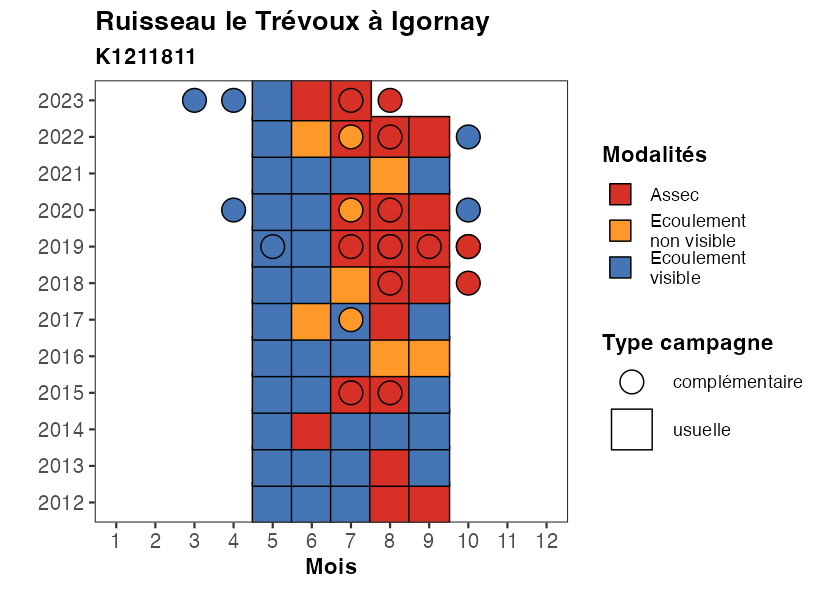 Ruisseau le Trévoux à Igornay
K1211811
2023
2022
2021
2020
2019
2018
2017
2016
2015
2014
2013
2012
1 2 3 4 5 6 7 8 9 10 11 12
Mois
Modalités
Assec
Ecoulement
non visible
Ecoulement
visible
Type campagne
complémentaire
usuelle